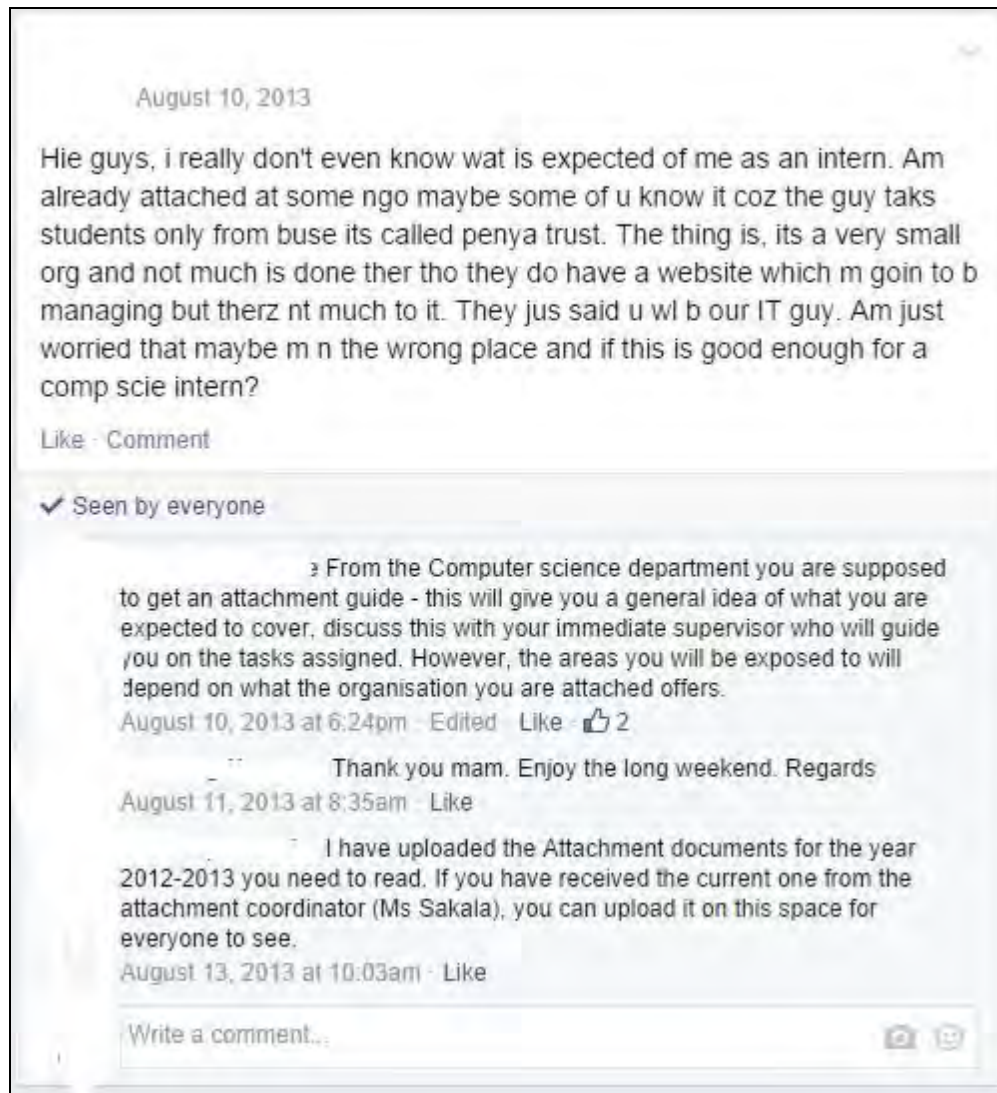 August 10, 2013
Hie guys, i really don't even know wat is expected of me as an intern. Am
already attached at some ngo maybe some of u know it coz the guy taks
students only from buse its called penya trust. The thing is, its a very small
org and not much is done ther tho they do have a website which m goin to b
managing but therz nt much to it. They jus said u wl b our IT guy. Am just
worried that maybe m n the wrong place and if this is good enough for a
comp scie intern?
Like · Comment
✓ Seen by everyone
From the Computer science department you are supposed
to get an attachment guide - this will give you a general idea of what you are
expected to cover, discuss this with your immediate supervisor who will guide
you on the tasks assigned. However, the areas you will be exposed to will
depend on what the organisation you are attached offers.
August 10, 2013 at 6:24pm · Edited · Like · 2
Thank you mam. Enjoy the long weekend. Regards
August 11, 2013 at 8:35am · Like
I have uploaded the Attachment documents for the year
2012-2013 you need to read. If you have received the current one from the
attachment coordinator (Ms Sakala), you can upload it on this space for
everyone to see.
August 13, 2013 at 10:03am · Like
Write a comment...